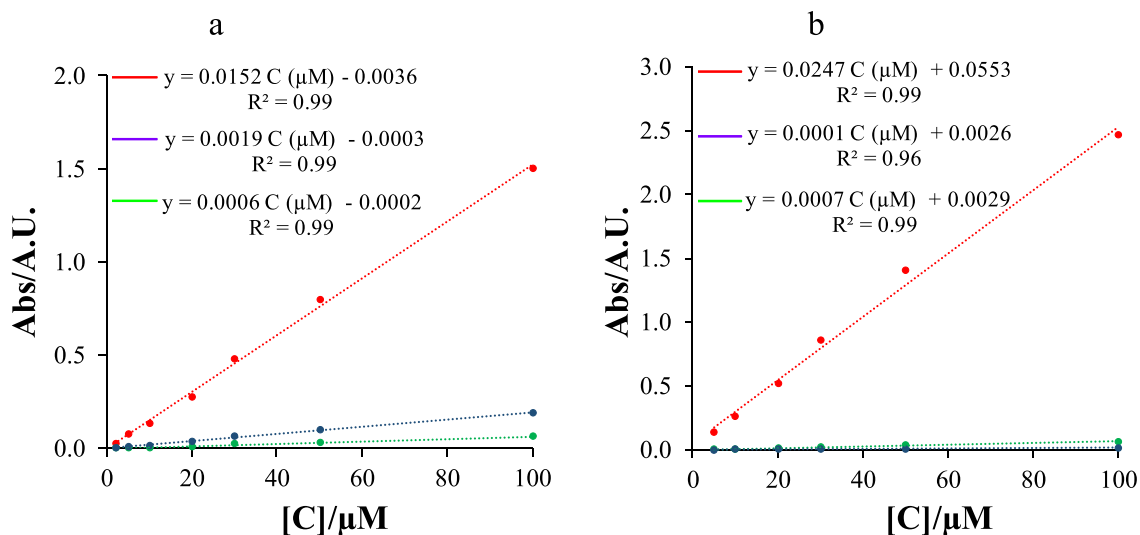 a
y = 0.0152 C (µM) - 0.0036
R² = 0.99
y = 0.0019 C (µM) - 0.0003
R² = 0.99
y = 0.0006 C (µM) - 0.0002
R² = 0.99
2.0
1.5
1.0
0.5
0.0
0
20
40
60
80
100
Abs/A.U.
[C]/µM
b
y = 0.0247 C (µM) + 0.0553
R² = 0.99
y = 0.0001 C (µM) + 0.0026
R² = 0.96
y = 0.0007 C (µM) + 0.0029
R² = 0.99
3.0
2.5
2.0
1.5
1.0
0.5
0.0
0
20
40
60
80
100
Abs/A.U.
[C]/µM